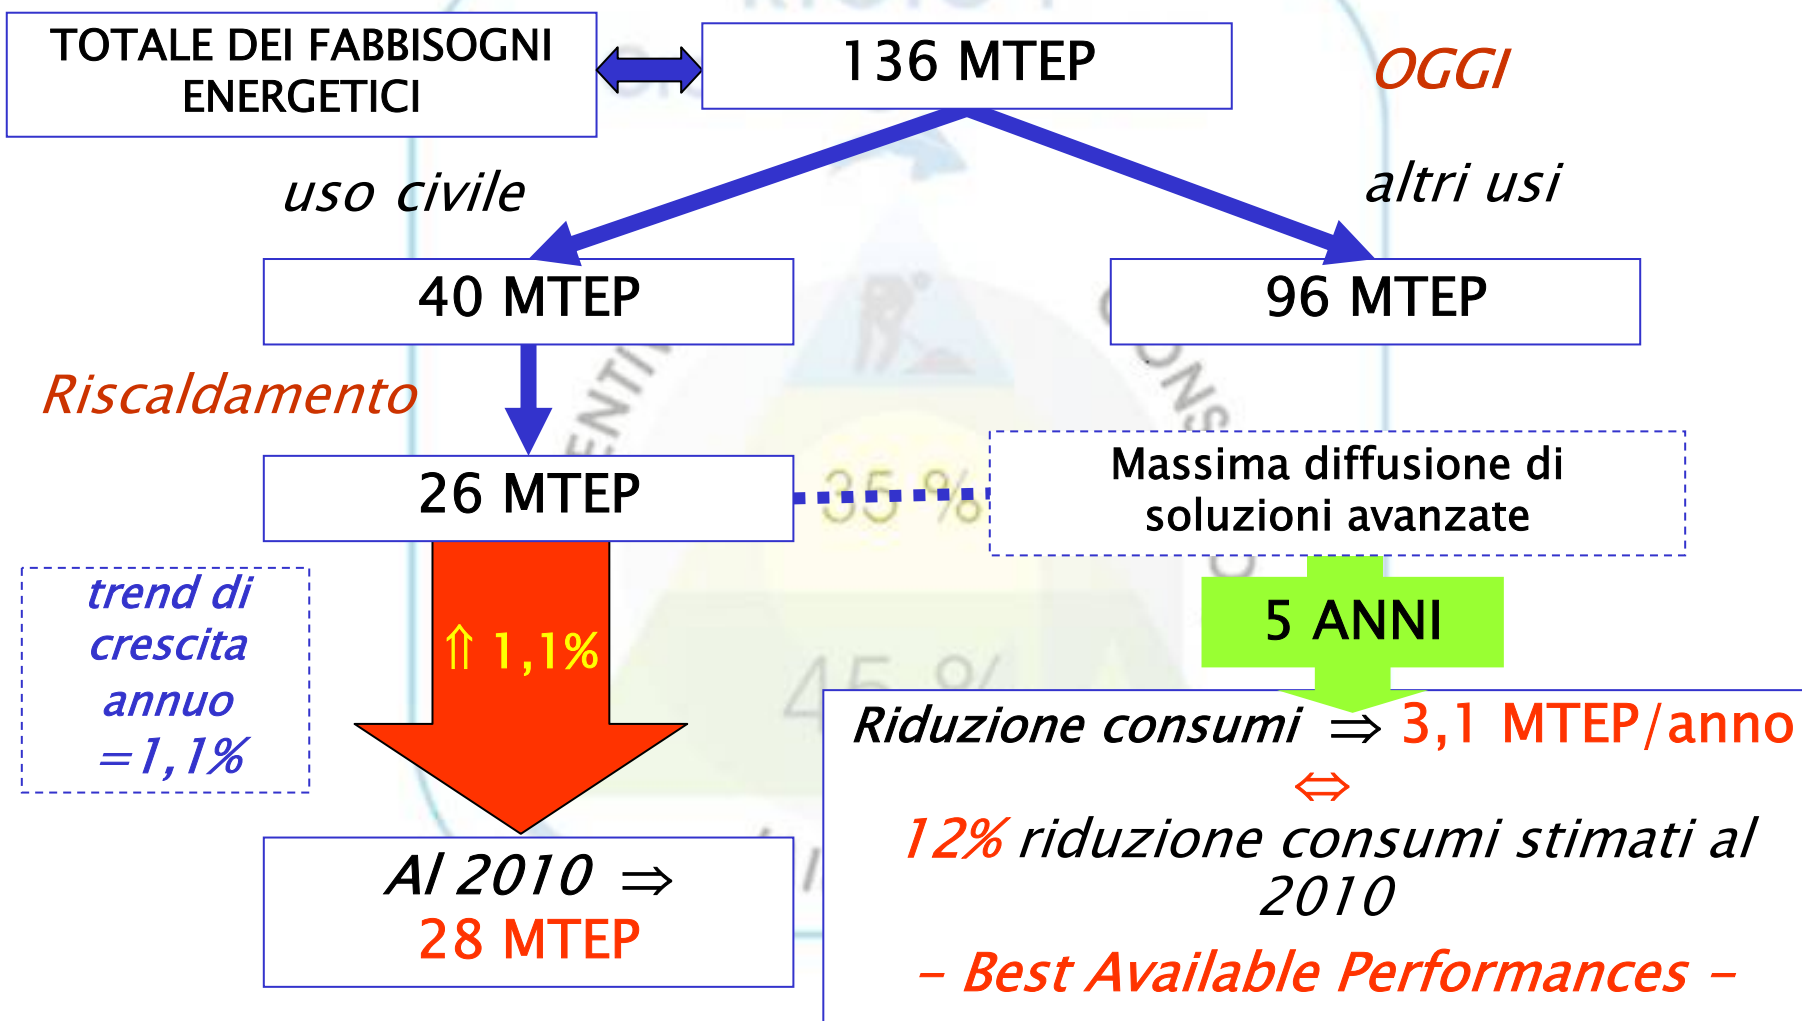 TOTALE DEI FABBISOGNI
ENERGETICI
136 MTEP
OGGI
uso civile
altri usi
40 MTEP
96 MTEP
Riscaldamento
26 MTEP
35 %
Massima diffusione di
soluzioni avanzate
trend di
crescita
annuo
=1,1%
⇑ 1,1%
5 ANNI
45 %
Riduzione consumi ⇒ 3,1 MTEP/anno
⇔
12% riduzione consumi stimati al
2010
- Best Available Performances -
Al 2010 ⇒
28 MTEP